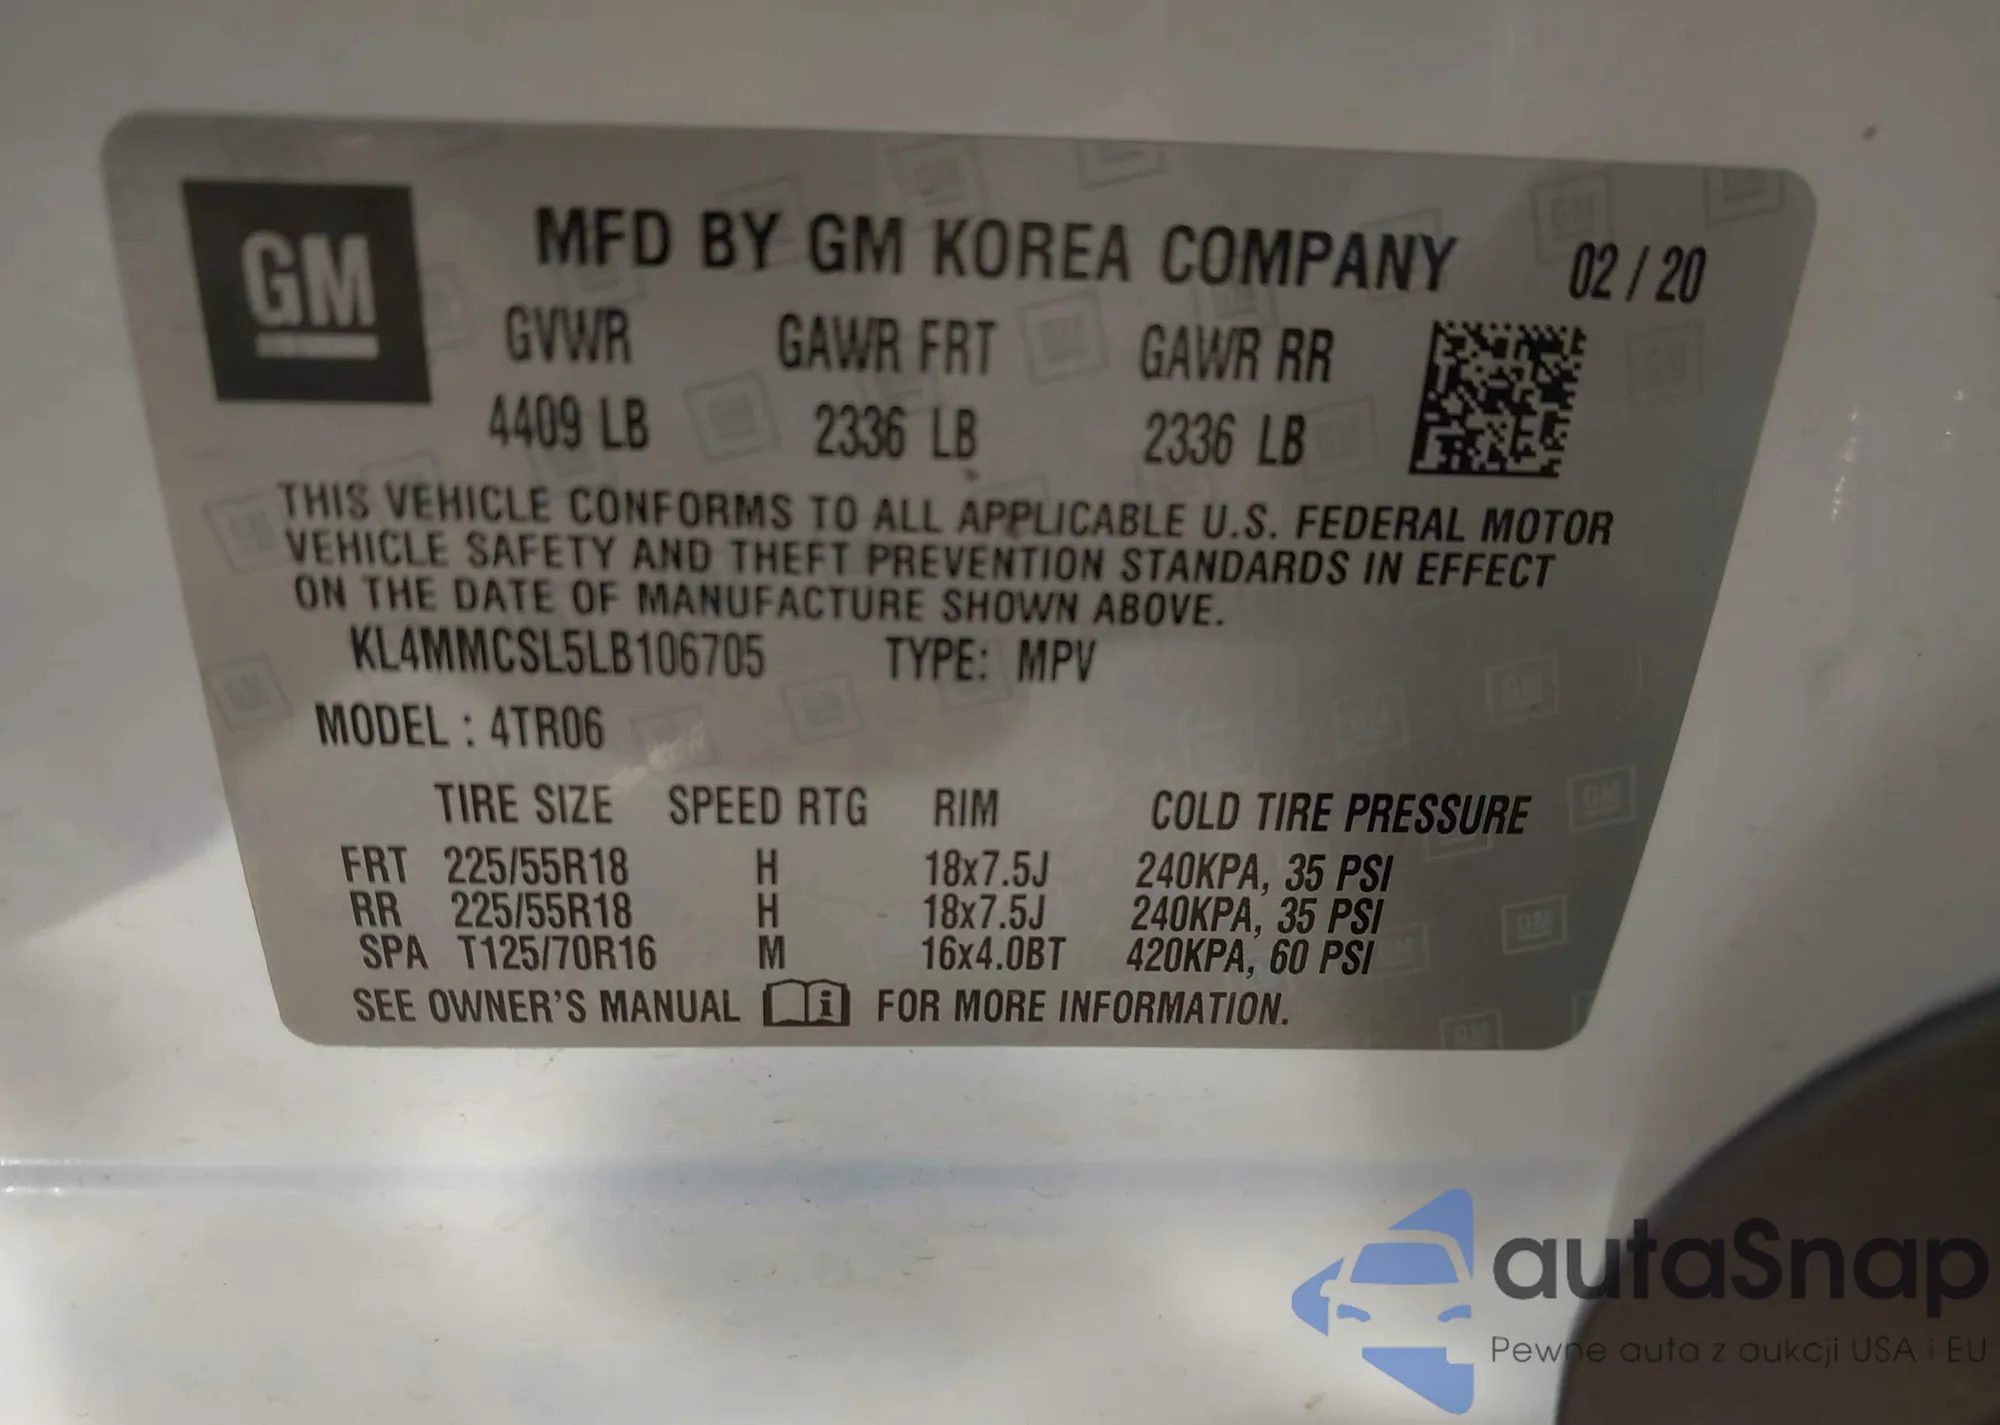 GM
MFD BY GM KOREA COMPANY 02 / 20
GVWR GAWR FRT GAWR RR
4409 LB 2336 LB 2336 LB
THIS VEHICLE CONFORMS TO ALL APPLICABLE U.S. FEDERAL MOTOR
VEHICLE SAFETY AND THEFT PREVENTION STANDARDS IN EFFECT
ON THE DATE OF MANUFACTURE SHOWN ABOVE.
KL4MMCSL5LB106705 TYPE: MPV
MODEL : 4TR06
TIRE SIZE SPEED RTG RIM COLD TIRE PRESSURE
FRT 225/55R18 H 18x7.5J 240KPA, 35 PSI
RR 225/55R18 H 18x7.5J 240KPA, 35 PSI
SPA T125/70R16 M 16x4.0BT 420KPA, 60 PSI
SEE OWNER'S MANUAL i FOR MORE INFORMATION.
autaSnap
Pewne auta z aukcji USA i EU